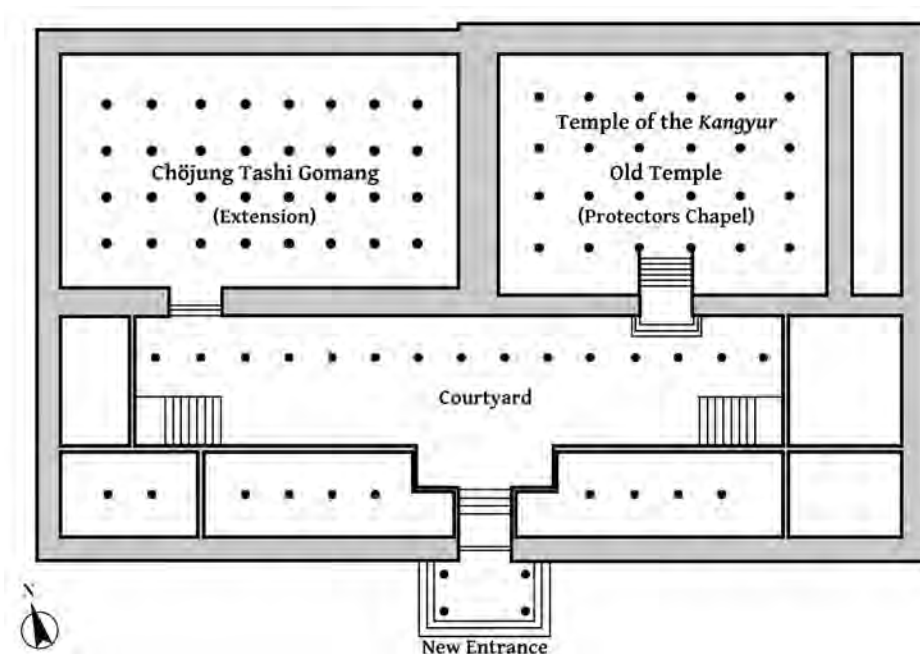 Temple of the Kangyur
Chöjung Tashi Gomang
(Extension)
Old Temple
(Protectors Chapel)
Courtyard
N
New Entrance